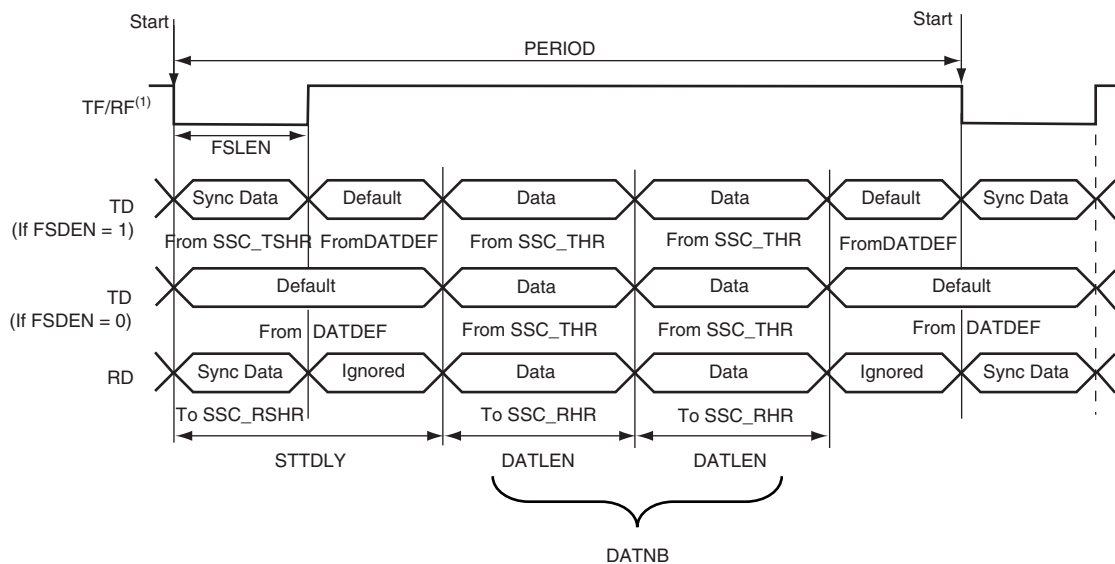 Start
Start
PERIOD
TF/RF(1)
FSLEN
TD
(If FSDEN = 1)
Sync Data
Default
Data
Data
Default
Sync Data
From SSC_TSHR
FromDATDEF
From SSC_THR
From SSC_THR
FromDATDEF
TD
(If FSDEN = 0)
Default
Data
Data
Default
From DATDEF
From SSC_THR
From SSC_THR
From DATDEF
RD
Sync Data
Ignored
Data
Data
Ignored
Sync Data
To SSC_RSHR
To SSC_RHR
To SSC_RHR
STTDLY
DATLEN
DATLEN
DATNB